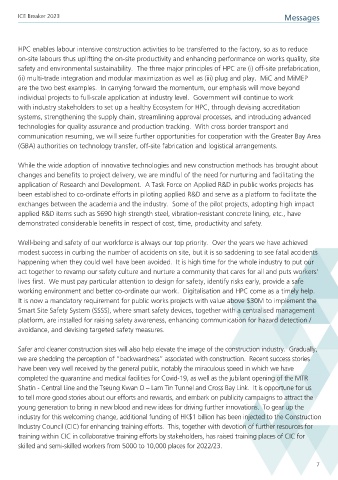 ICE Breaker 2023
Messages
HPC enables labour intensive construction activities to be transferred to the factory, so as to reduce
on-site labours thus uplifting the on-site productivity and enhancing performance on works quality, site
safety and environmental sustainability. The three major principles of HPC are (i) off-site prefabrication,
(ii) multi-trade integration and modular maximization as well as (iii) plug and play. MiC and MiMEP
are the two best examples. In carrying forward the momentum, our emphasis will move beyond
individual projects to full-scale application at industry level. Government will continue to work
with industry stakeholders to set up a healthy Ecosystem for HPC, through devising accreditation
systems, strengthening the supply chain, streamlining approval processes, and introducing advanced
technologies for quality assurance and production tracking. With cross border transport and
communication resuming, we will seize further opportunities for cooperation with the Greater Bay Area
(GBA) authorities on technology transfer, off-site fabrication and logistical arrangements.
While the wide adoption of innovative technologies and new construction methods has brought about
changes and benefits to project delivery, we are mindful of the need for nurturing and facilitating the
application of Research and Development. A Task Force on Applied R&D in public works projects has
been established to co-ordinate efforts in piloting applied R&D and serve as a platform to facilitate the
exchanges between the academia and the industry. Some of the pilot projects, adopting high impact
applied R&D items such as S690 high strength steel, vibration-resistant concrete lining, etc., have
demonstrated considerable benefits in respect of cost, time, productivity and safety.
Well-being and safety of our workforce is always our top priority. Over the years we have achieved
modest success in curbing the number of accidents on site, but it is so saddening to see fatal accidents
happening when they could well have been avoided. It is high time for the whole industry to put our
act together to revamp our safety culture and nurture a community that cares for all and puts workers'
lives first. We must pay particular attention to design for safety, identify risks early, provide a safe
working environment and better co-ordinate our work. Digitalisation and HPC come as a timely help.
It is now a mandatory requirement for public works projects with value above $30M to implement the
Smart Site Safety System (SSSS), where smart safety devices, together with a centralised management
platform, are installed for raising safety awareness, enhancing communication for hazard detection /
avoidance, and devising targeted safety measures.
Safer and cleaner construction sites will also help elevate the image of the construction industry. Gradually,
we are shedding the perception of "backwardness" associated with construction. Recent success stories
have been very well received by the general public, notably the miraculous speed in which we have
completed the quarantine and medical facilities for Covid-19, as well as the jubilant opening of the MTR
Shatin - Central Line and the Tseung Kwan O – Lam Tin Tunnel and Cross Bay Link. It is opportune for us
to tell more good stories about our efforts and rewards, and embark on publicity campaigns to attract the
young generation to bring in new blood and new ideas for driving further innovations. To gear up the
industry for this welcoming change, additional funding of HK$1 billion has been injected to the Construction
Industry Council (CIC) for enhancing training efforts. This, together with devotion of further resources for
training within CIC in collaborative training efforts by stakeholders, has raised training places of CIC for
skilled and semi-skilled workers from 5000 to 10,000 places for 2022/23.
7